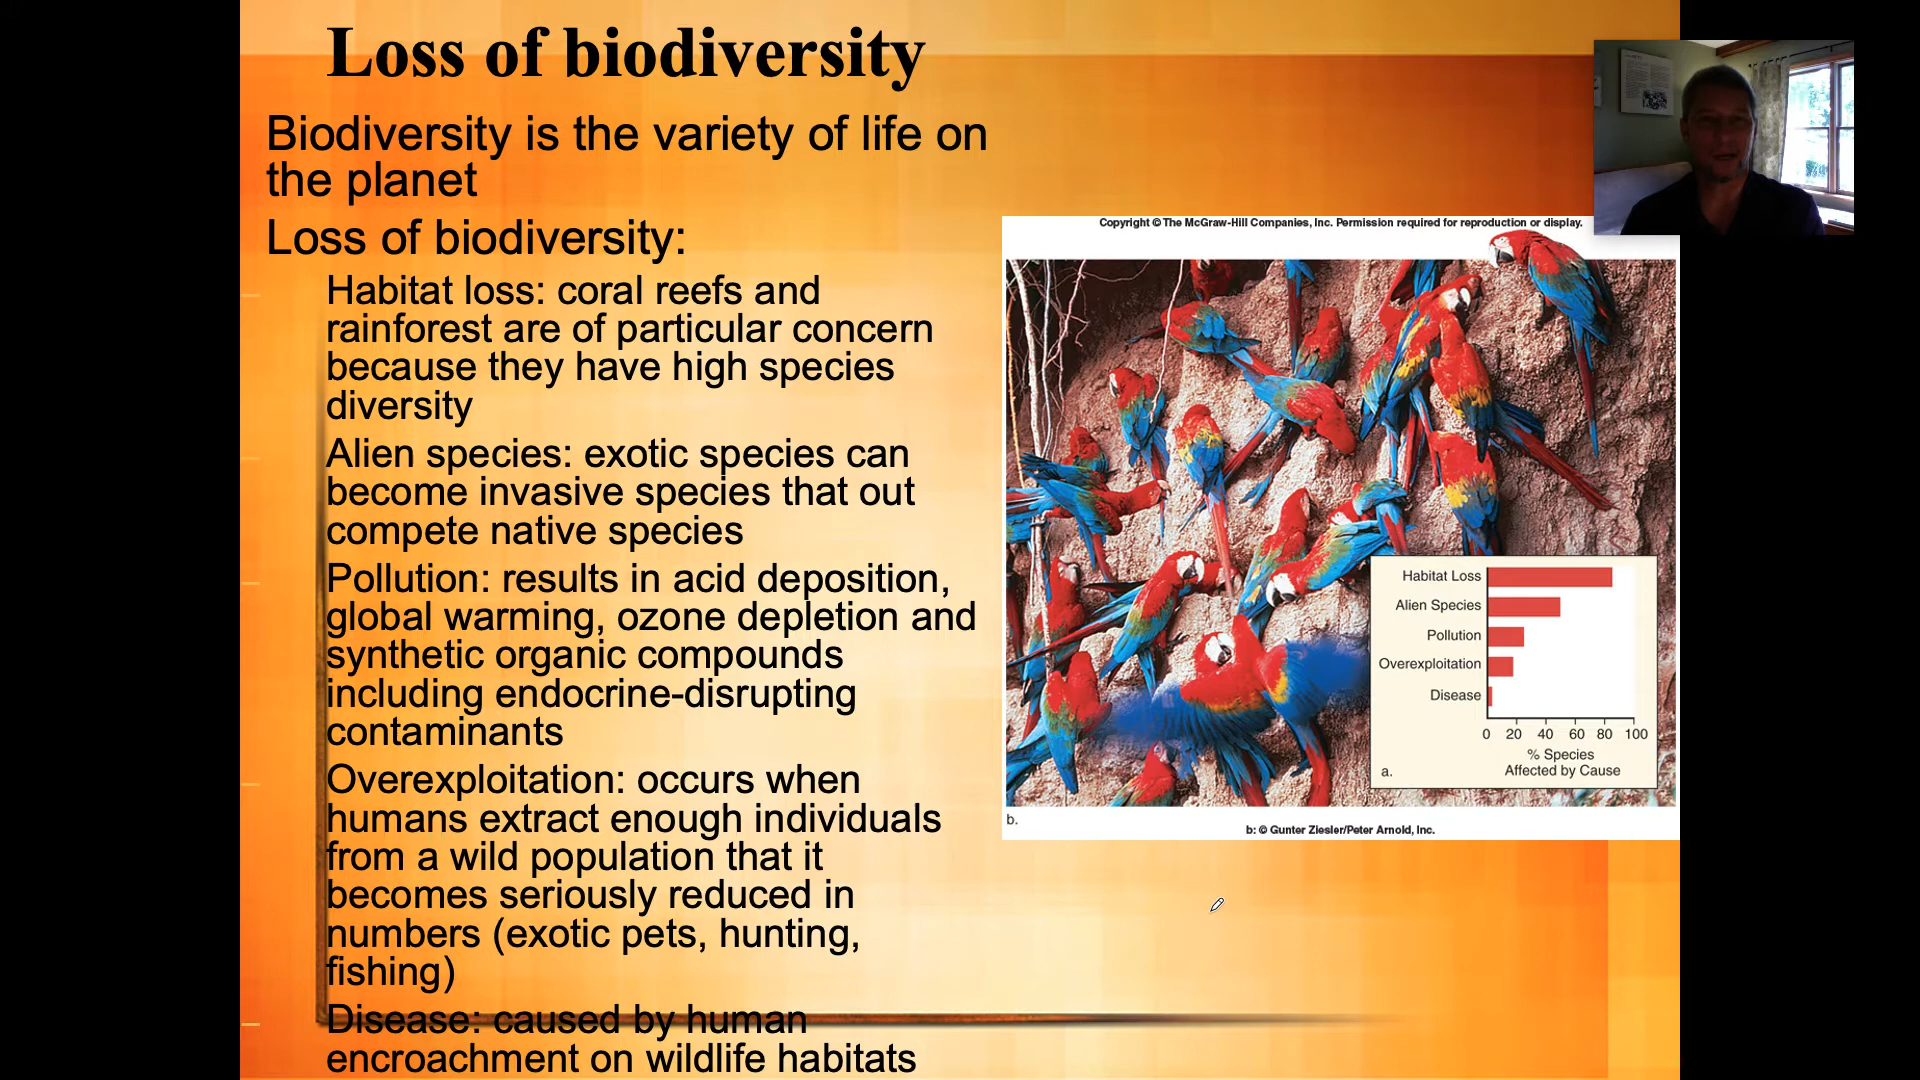 Loss of biodiversity
Biodiversity is the variety of life on
the planet
Loss of biodiversity:
– Habitat loss: coral reefs and
rainforest are of particular concern
because they have high species
diversity
– Alien species: exotic species can
become invasive species that out
compete native species
– Pollution: results in acid deposition,
global warming, ozone depletion and
synthetic organic compounds
including endocrine-disrupting
contaminants
– Overexploitation: occurs when
humans extract enough individuals
from a wild population that it
becomes seriously reduced in
numbers (exotic pets, hunting,
fishing)
– Disease: caused by human
encroachment on wildlife habitats
Copyright © The McGraw-Hill Companies, Inc. Permission required for reproduction or display.
Habitat Loss
Alien Species
Pollution
Overexploitation
Disease
0 20 40 60 80 100
% Species
Affected by Cause
a.
b.
b: © Gunter Ziesler/Peter Arnold, Inc.